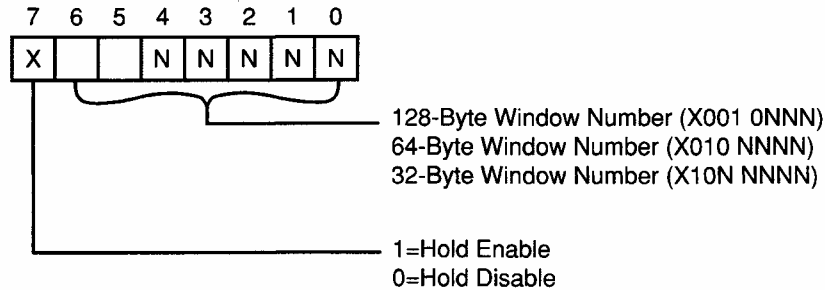 7 6 5 4 3 2 1 0
X N N N N N
128-Byte Window Number (X001 0NNN)
64-Byte Window Number (X010 NNNN)
32-Byte Window Number (X10N NNNN)
1=Hold Enable
0=Hold Disable